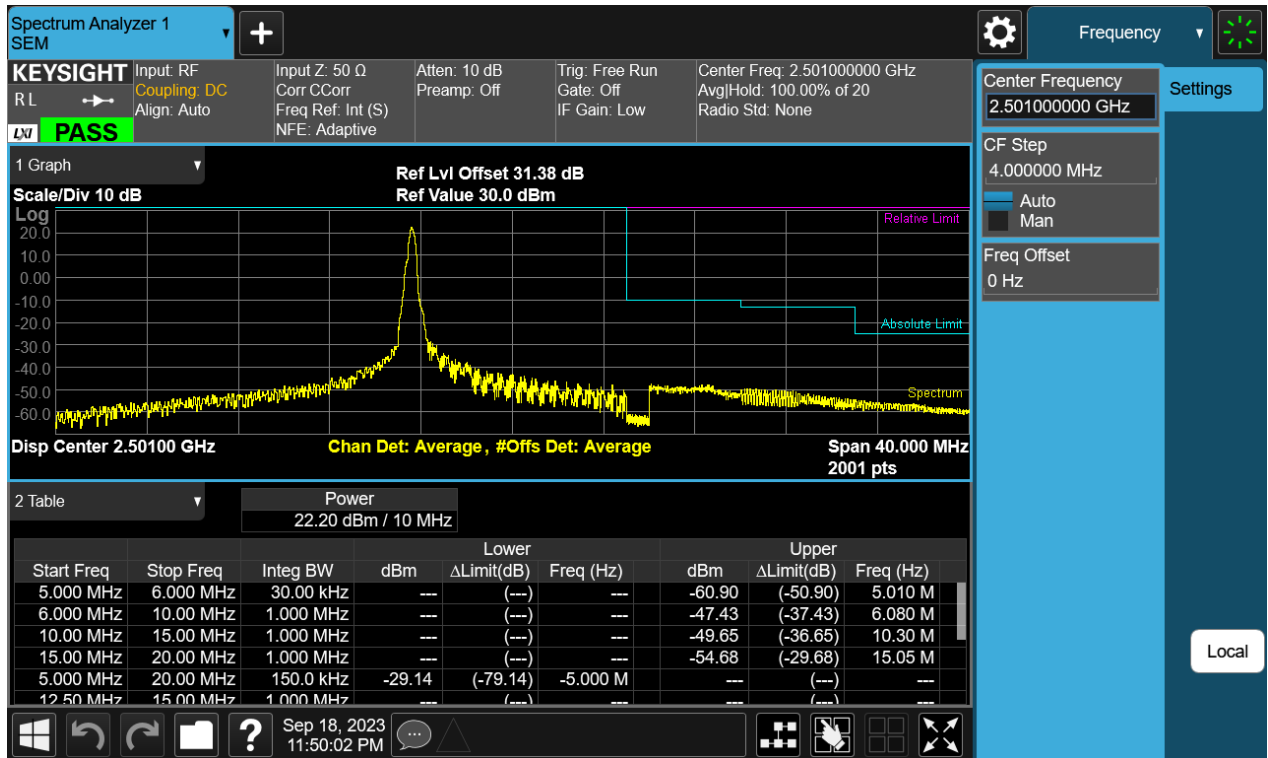 Spectrum Analyzer 1
SEM
Frequency
KEYSIGHT
R L
LXI
PASS
Input: RF
Coupling: DC
Align: Auto
Input Z: 50 Ω
Corr CCorr
Freq Ref: Int (S)
NFE: Adaptive
Atten: 10 dB
Preamp: Off
Trig: Free Run
Gate: Off
IF Gain: Low
Center Freq: 2.501000000 GHz
Avg|Hold: 100.00% of 20
Radio Std: None
Center Frequency
2.501000000 GHz
Settings
CF Step
4.000000 MHz
Auto
Man
Freq Offset
0 Hz
Local
1 Graph
Scale/Div 10 dB
Ref Lvl Offset 31.38 dB
Ref Value 30.0 dBm
Log
20.0
10.0
0.00
-10.0
-20.0
-30.0
-40.0
-50.0
-60.0
Relative Limit
Absolute Limit
Spectrum
Disp Center 2.50100 GHz
Chan Det: Average, #Offs Det: Average
Span 40.000 MHz
2001 pts
2 Table
Power
22.20 dBm / 10 MHz
Lower Upper
Start Freq Stop Freq Integ BW dBm ΔLimit(dB) Freq (Hz) dBm ΔLimit(dB) Freq (Hz)
5.000 MHz 6.000 MHz 30.00 kHz --- (---) --- -60.90 (-50.90) 5.010 M
6.000 MHz 10.00 MHz 1.000 MHz --- (---) --- -47.43 (-37.43) 6.080 M
10.00 MHz 15.00 MHz 1.000 MHz --- (---) --- -49.65 (-36.65) 10.30 M
15.00 MHz 20.00 MHz 1.000 MHz --- (---) --- -54.68 (-29.68) 15.05 M
5.000 MHz 20.00 MHz 150.0 kHz -29.14 (-79.14) -5.000 M --- (---) ---
12.50 MHz 15.00 MHz 1.000 MHz --- (---) --- --- (---) ---
Sep 18, 2023
11:50:02 PM